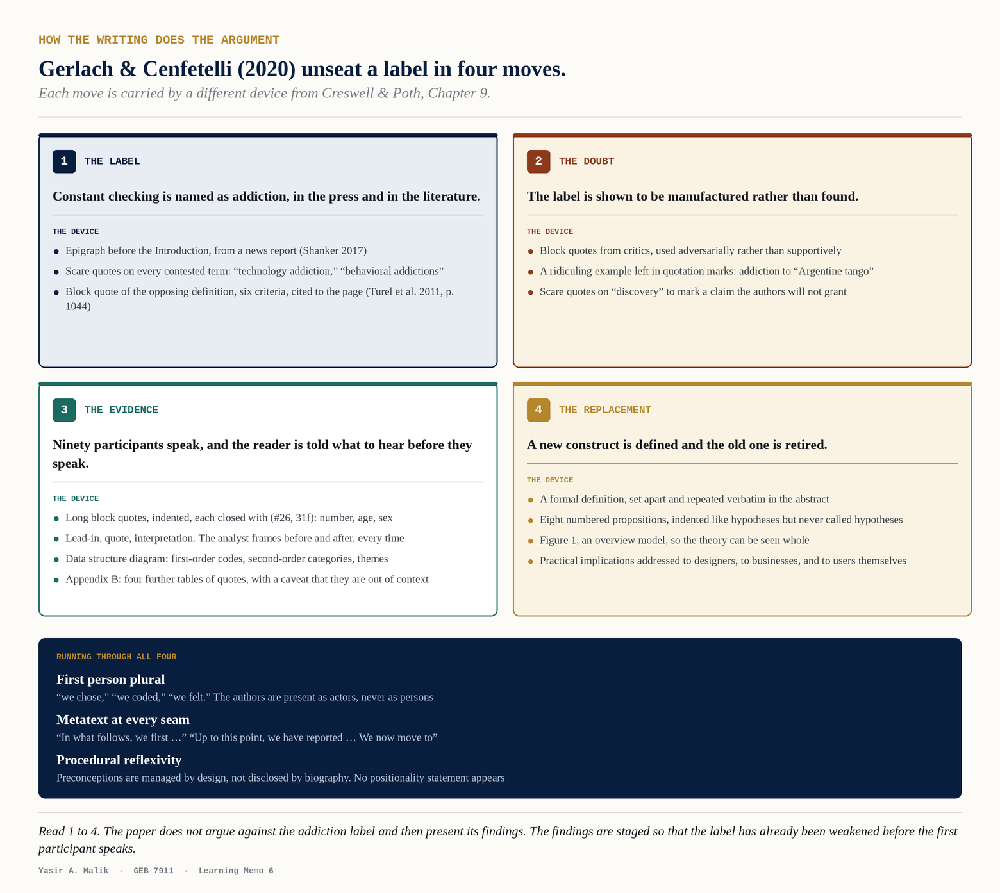 HOW THE WRITING DOES THE ARGUMENT
Gerlach & Cenfetelli (2020) unseat a label in four moves.
Each move is carried by a different device from Creswell & Poth, Chapter 9.
1 THE LABEL
Constant checking is named as addiction, in the press and in the literature.
THE DEVICE
● Epigraph before the Introduction, from a news report (Shanker 2017)
● Scare quotes on every contested term: “technology addiction,” “behavioral addictions”
● Block quote of the opposing definition, six criteria, cited to the page (Turel et al. 2011, p.
1044)
2 THE DOUBT
The label is shown to be manufactured rather than found.
THE DEVICE
● Block quotes from critics, used adversarially rather than supportively
● A ridiculing example left in quotation marks: addiction to “Argentine tango”
● Scare quotes on “discovery” to mark a claim the authors will not grant
3 THE EVIDENCE
Ninety participants speak, and the reader is told what to hear before they
speak.
THE DEVICE
● Long block quotes, indented, each closed with (#26, 31f): number, age, sex
● Lead-in, quote, interpretation. The analyst frames before and after, every time
● Data structure diagram: first-order codes, second-order categories, themes
● Appendix B: four further tables of quotes, with a caveat that they are out of context
4 THE REPLACEMENT
A new construct is defined and the old one is retired.
THE DEVICE
● A formal definition, set apart and repeated verbatim in the abstract
● Eight numbered propositions, indented like hypotheses but never called hypotheses
● Figure 1, an overview model, so the theory can be seen whole
● Practical implications addressed to designers, to businesses, and to users themselves
RUNNING THROUGH ALL FOUR
First person plural
“we chose,” “we coded,” “we felt.” The authors are present as actors, never as persons
Metatext at every seam
“In what follows, we first …” “Up to this point, we have reported … We now move to”
Procedural reflexivity
Preconceptions are managed by design, not disclosed by biography. No positionality statement appears
Read 1 to 4. The paper does not argue against the addiction label and then present its findings. The findings are staged so that the label has already been weakened before the first
participant speaks.
Yasir A. Malik · GEB 7911 · Learning Memo 6